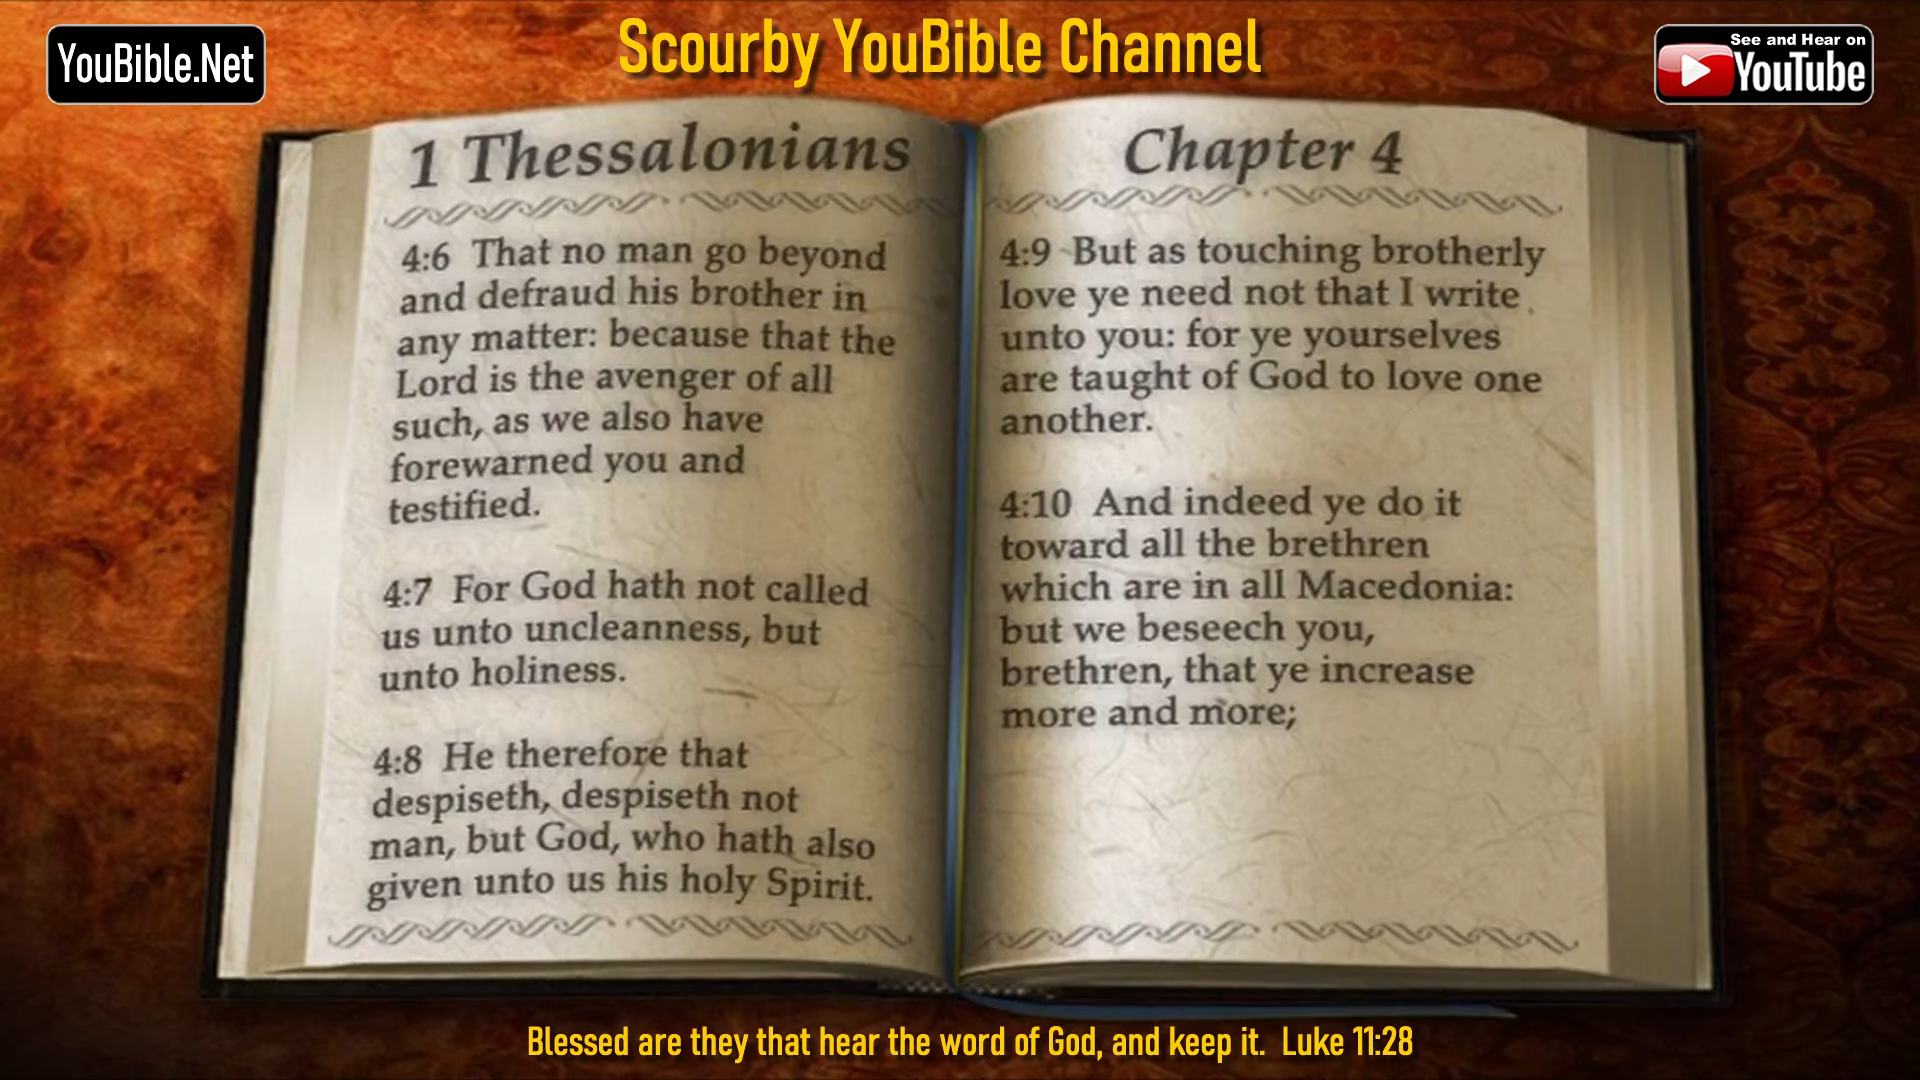 YouBible.Net
Scourby YouBible Channel
See and Hear on
YouTube
1 Thessalonians
4:6 That no man go beyond
and defraud his brother in
any matter: because that the
Lord is the avenger of all
such, as we also have
forewarned you and
testified.
4:7 For God hath not called
us unto uncleanness, but
unto holiness.
4:8 He therefore that
despiseth, despiseth not
man, but God, who hath also
given unto us his holy Spirit.
Chapter 4
4:9 But as touching brotherly
love ye need not that I write
unto you: for ye yourselves
are taught of God to love one
another.
4:10 And indeed ye do it
toward all the brethren
which are in all Macedonia:
but we beseech you,
brethren, that ye increase
more and more;
Blessed are they that hear the word of God, and keep it. Luke 11:28